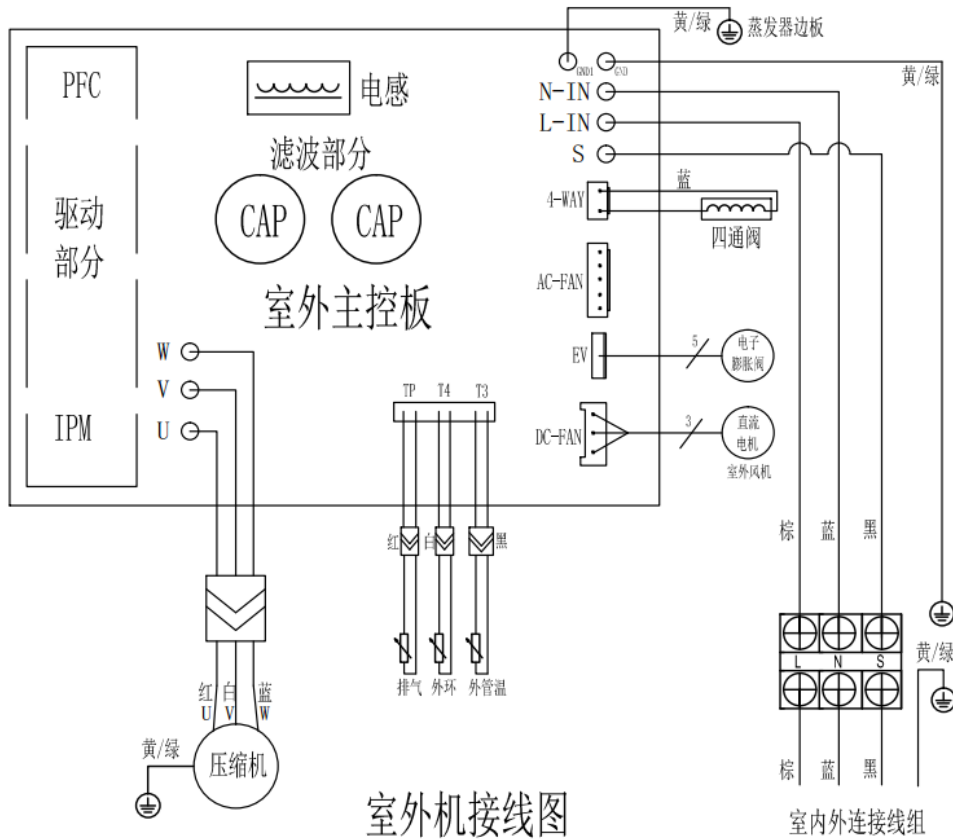 黄/绿
蒸发器边板
PFC
电感
GND1
GND
黄/绿
N-IN
L-IN
S
滤波部分
CAP
CAP
蓝
4-WAY
四通阀
驱动
部分
AC-FAN
室外主控板
W
V
U
EV
5
电子
膨胀阀
IPM
TP
T4
T3
DC-FAN
3
直流
电机
室外风机
红
白
黑
棕
蓝
黑
L
N
S
黄/绿
排气
外环
外管温
红
白
蓝
U
V
W
黄/绿
压缩机
棕
蓝
黑
室外机接线图
室内外连接线组